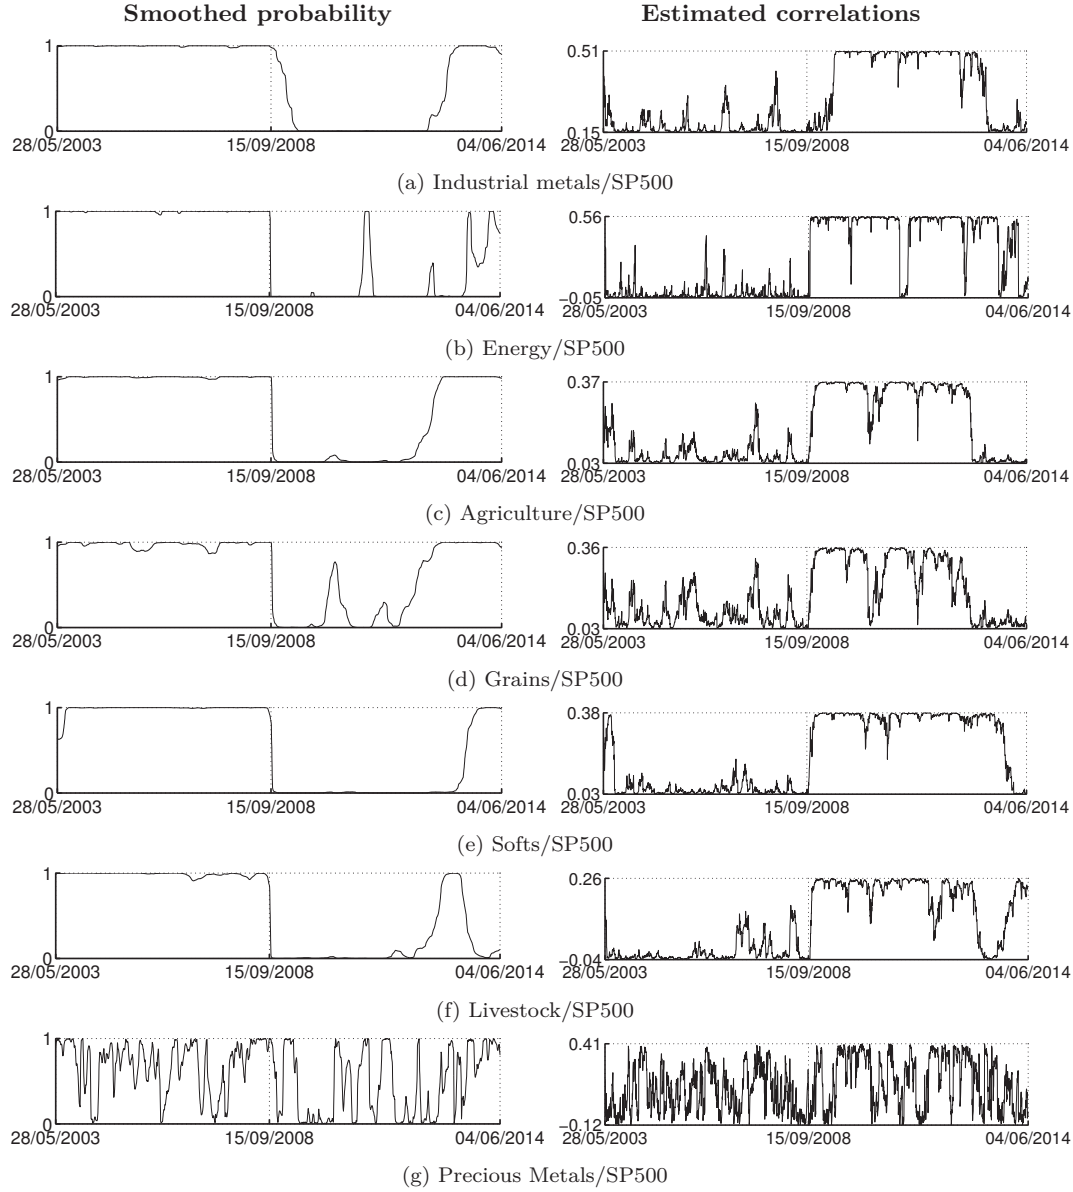 Smoothed probability Estimated correlations
1 0.51
0 0.15
28/05/2003 15/09/2008 04/06/2014 28/05/2003 15/09/2008 04/06/2014
(a) Industrial metals/SP500
1 0.56
0 −0.05
28/05/2003 15/09/2008 04/06/2014 28/05/2003 15/09/2008 04/06/2014
(b) Energy/SP500
1 0.37
0 0.03
28/05/2003 15/09/2008 04/06/2014 28/05/2003 15/09/2008 04/06/2014
(c) Agriculture/SP500
1 0.36
0 0.03
28/05/2003 15/09/2008 04/06/2014 28/05/2003 15/09/2008 04/06/2014
(d) Grains/SP500
1 0.38
0 0.03
28/05/2003 15/09/2008 04/06/2014 28/05/2003 15/09/2008 04/06/2014
(e) Softs/SP500
1 0.26
0 −0.04
28/05/2003 15/09/2008 04/06/2014 28/05/2003 15/09/2008 04/06/2014
(f) Livestock/SP500
1 0.41
0 −0.12
28/05/2003 15/09/2008 04/06/2014 28/05/2003 15/09/2008 04/06/2014
(g) Precious Metals/SP500